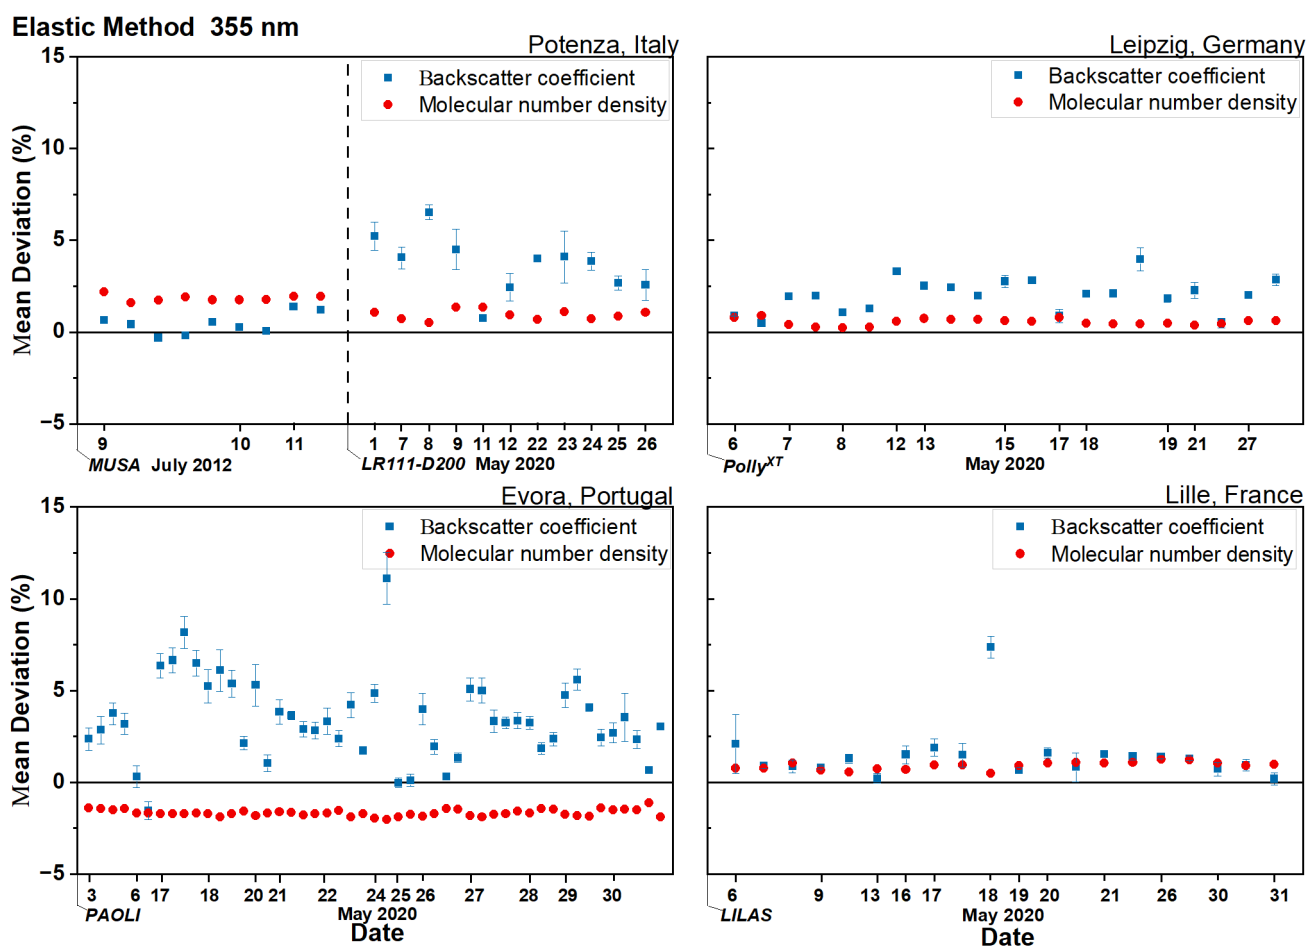 Elastic Method 355 nm
Potenza, Italy
15
10
5
0
−5
Mean Deviation (%)
Backscatter coefficient
Molecular number density
9 10 11 1 7 8 9 11 12 22 23 24 25 26
MUSA July 2012 LR111-D200 May 2020
Leipzig, Germany
Backscatter coefficient
Molecular number density
6 7 8 12 13 15 17 18 19 21 27
PollyXT May 2020
Evora, Portugal
15
10
5
0
−5
Mean Deviation (%)
Backscatter coefficient
Molecular number density
3 6 17 18 20 21 22 24 25 26 27 28 29 30
PAOLI May 2020
Date
Lille, France
Backscatter coefficient
Molecular number density
6 9 13 16 17 18 19 20 21 26 30 31
LILAS May 2020
Date